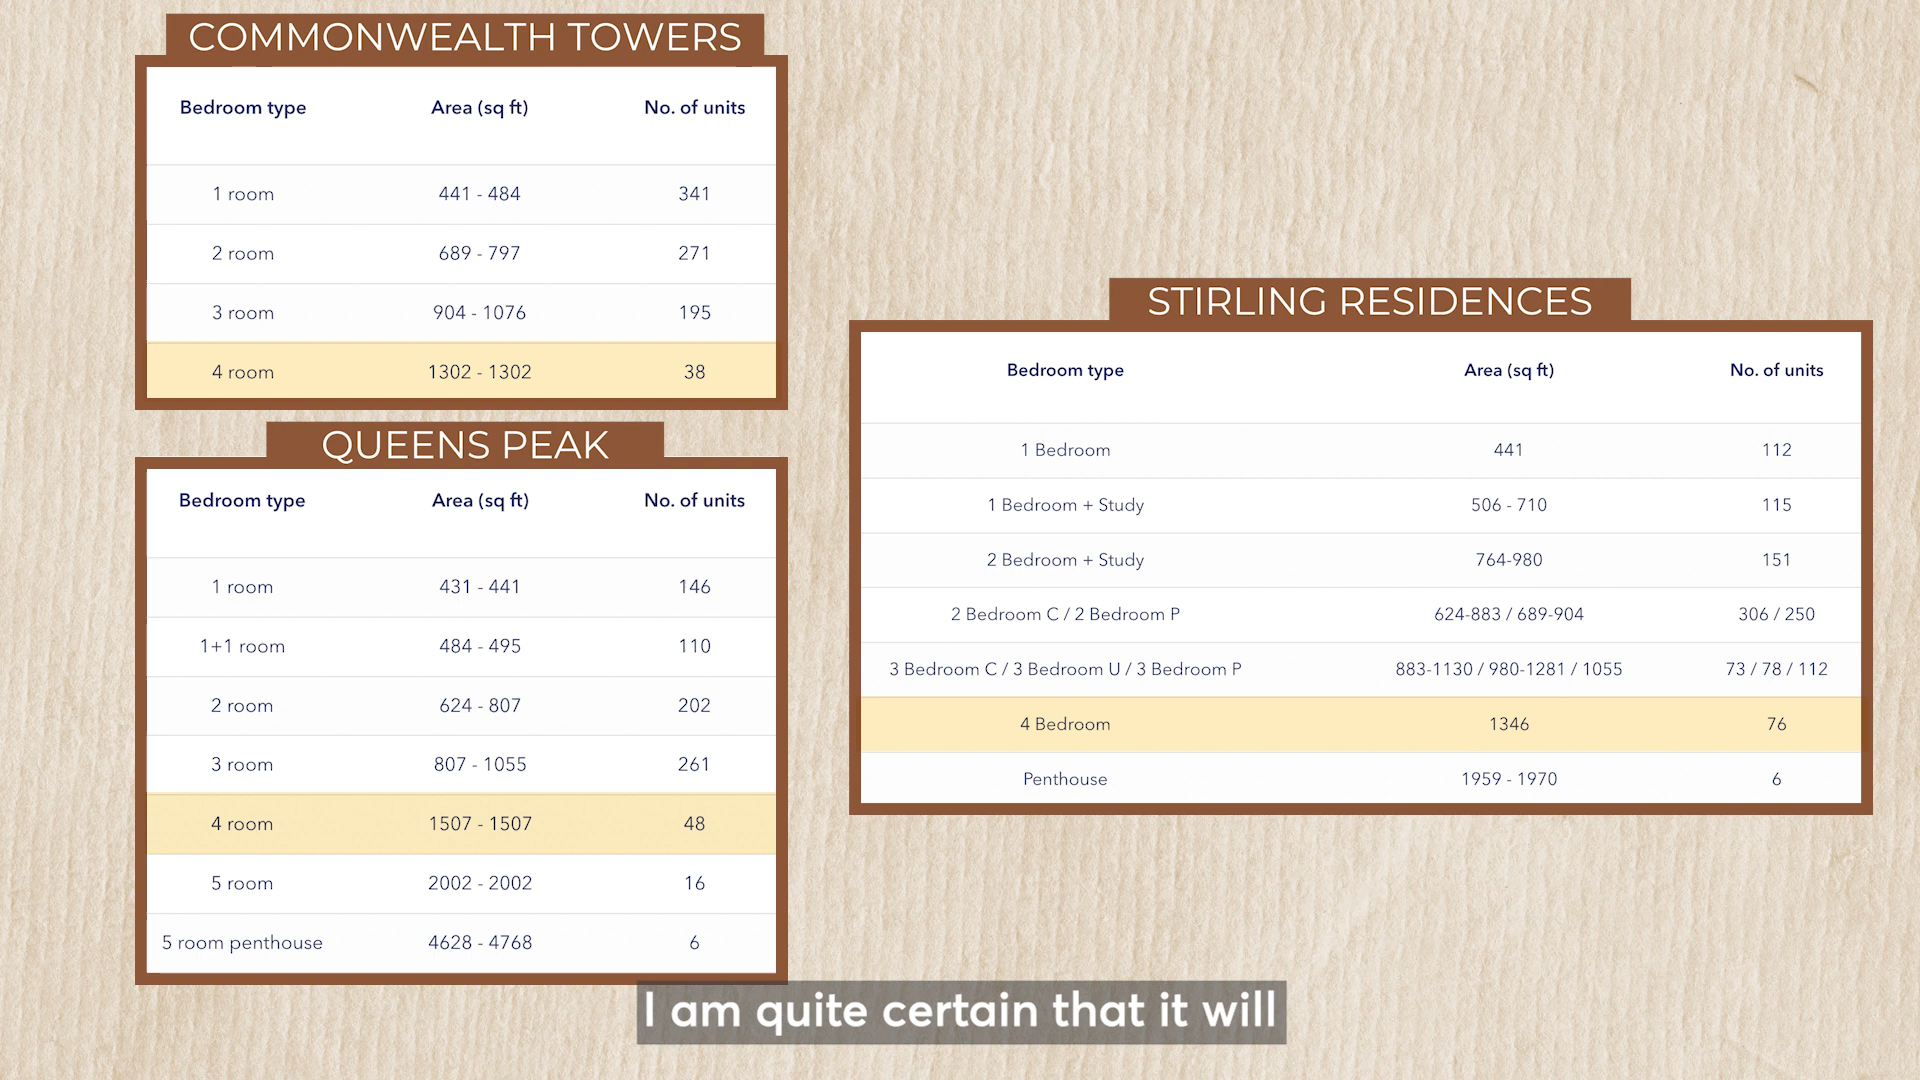 COMMONWEALTH TOWERS
Bedroom type Area (sq ft) No. of units
1 room 441 - 484 341
2 room 689 - 797 271
3 room 904 - 1076 195
4 room 1302 - 1302 38
QUEENS PEAK
Bedroom type Area (sq ft) No. of units
1 room 431 - 441 146
1+1 room 484 - 495 110
2 room 624 - 807 202
3 room 807 - 1055 261
4 room 1507 - 1507 48
5 room 2002 - 2002 16
5 room penthouse 4628 - 4768 6
STIRLING RESIDENCES
Bedroom type Area (sq ft) No. of units
1 Bedroom 441 112
1 Bedroom + Study 506 - 710 115
2 Bedroom + Study 764-980 151
2 Bedroom C / 2 Bedroom P 624-883 / 689-904 306 / 250
3 Bedroom C / 3 Bedroom U / 3 Bedroom P 883-1130 / 980-1281 / 1055 73 / 78 / 112
4 Bedroom 1346 76
Penthouse 1959 - 1970 6
I am quite certain that it will